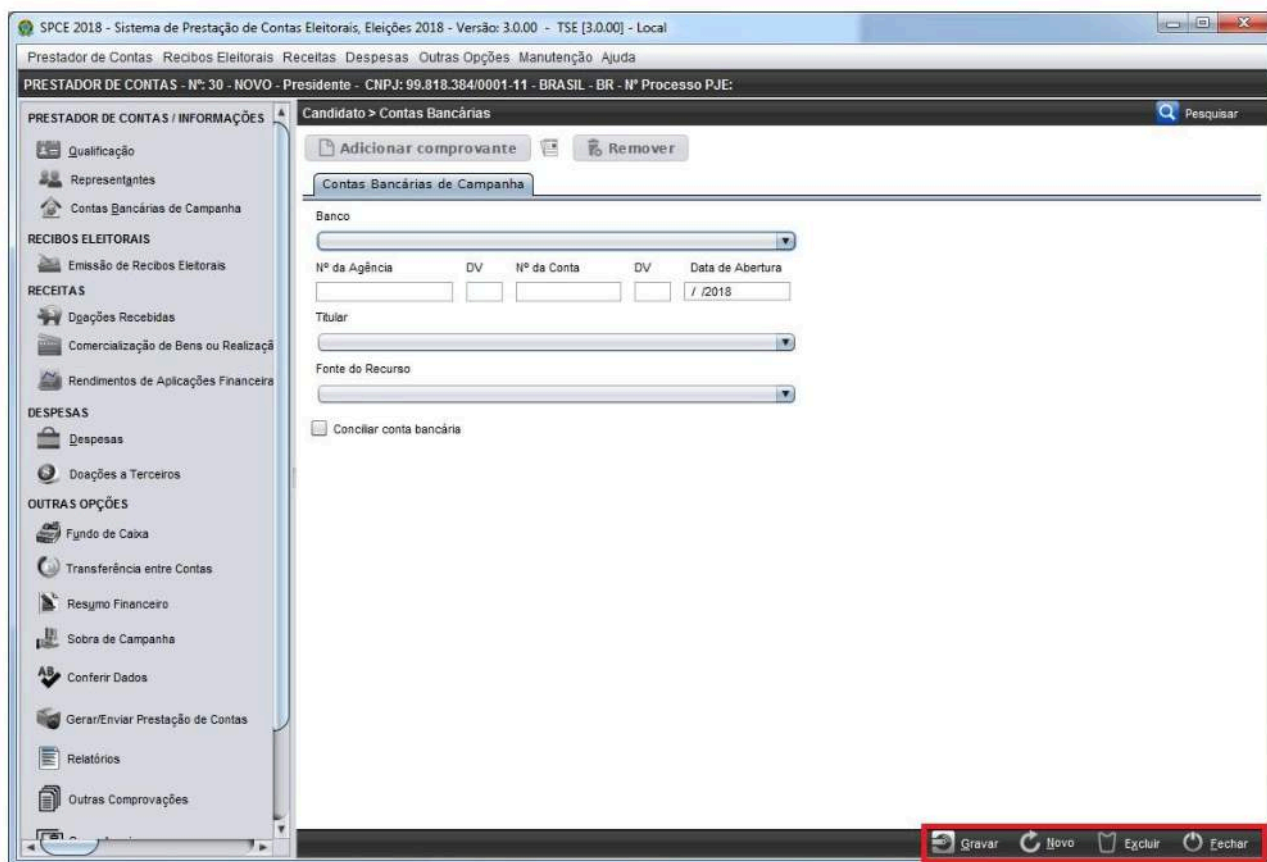 SPCE 2018 - Sistema de Prestação de Contas Eleitorais, Eleições 2018 - Versão: 3.0.00 - TSE [3.0.00] - Local
Prestador de Contas Recibos Eleitorais Receitas Despesas Outras Opções Manutenção Ajuda
PRESTADOR DE CONTAS - Nº: 30 - NOVO - Presidente - CNPJ: 99.818.384/0001-11 - BRASIL - BR - N° Processo PJE:
PRESTADOR DE CONTAS / INFORMAÇÕES
Qualificação
Representantes
Contas Bancárias de Campanha
RECIBOS ELEITORAIS
Emissão de Recibos Eleitorais
RECEITAS
Doações Recebidas
Comercialização de Bens ou Realizaçã
Rendimentos de Aplicações Financeira
DESPESAS
Despesas
Doações a Terceiros
OUTRAS OPÇÕES
Fundo de Caixa
Transferência entre Contas
Resumo Financeiro
Sobra de Campanha
Conferir Dados
Gerar/Enviar Prestação de Contas
Relatórios
Outras Comprovações
Candidato > Contas Bancárias
Pesquisar
Adicionar comprovante Remover
Contas Bancárias de Campanha
Banco
Nº da Agência DV Nº da Conta DV Data de Abertura
/ /2018
Titular
Fonte do Recurso
Conciliar conta bancária
Gravar Novo Excluir Fechar